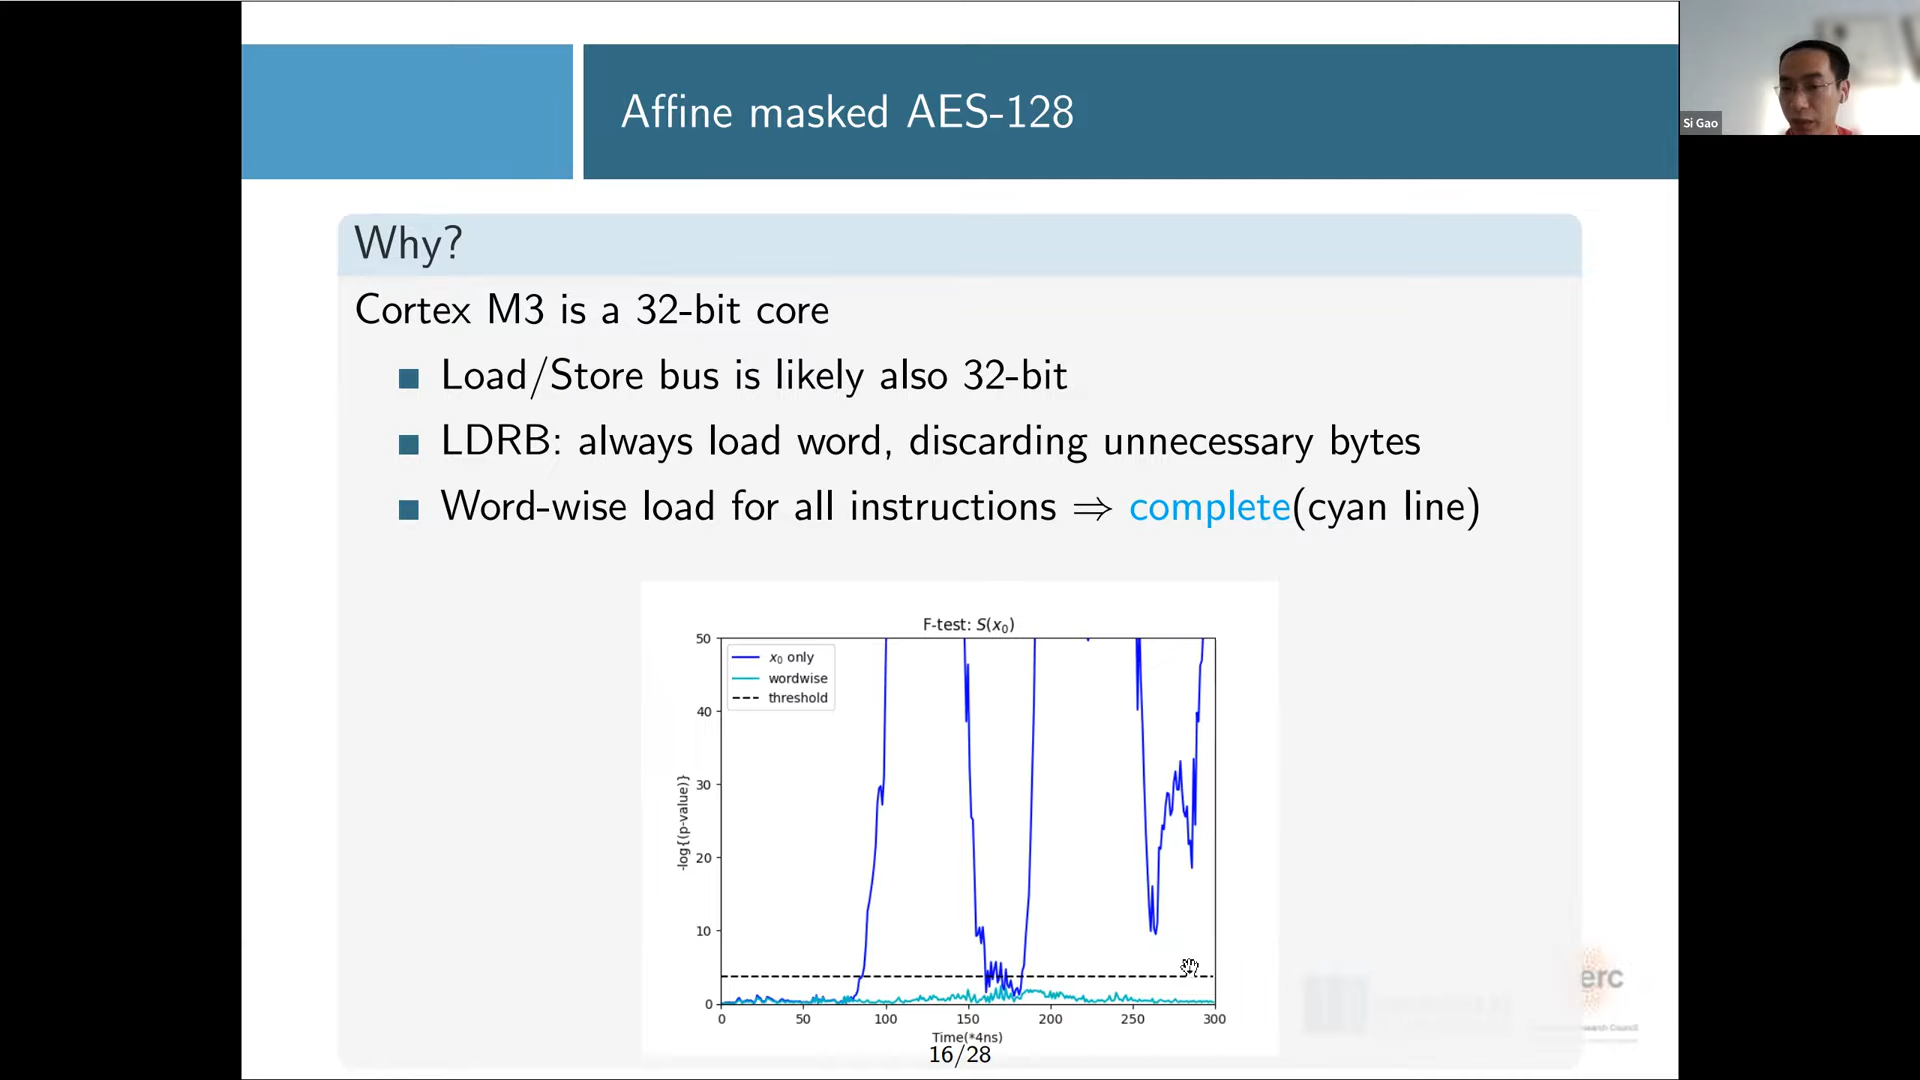 Affine masked AES-128
Si Gao
Why?
Cortex M3 is a 32-bit core
Load/Store bus is likely also 32-bit
LDRB: always load word, discarding unnecessary bytes
Word-wise load for all instructions ⇒ complete(cyan line)
F-test: S(x₀)
x₀ only
wordwise
threshold
50
40
30
20
10
0
-log{(p-value)}
0 50 100 150 200 250 300
Time(*4ns)
16/28
erc